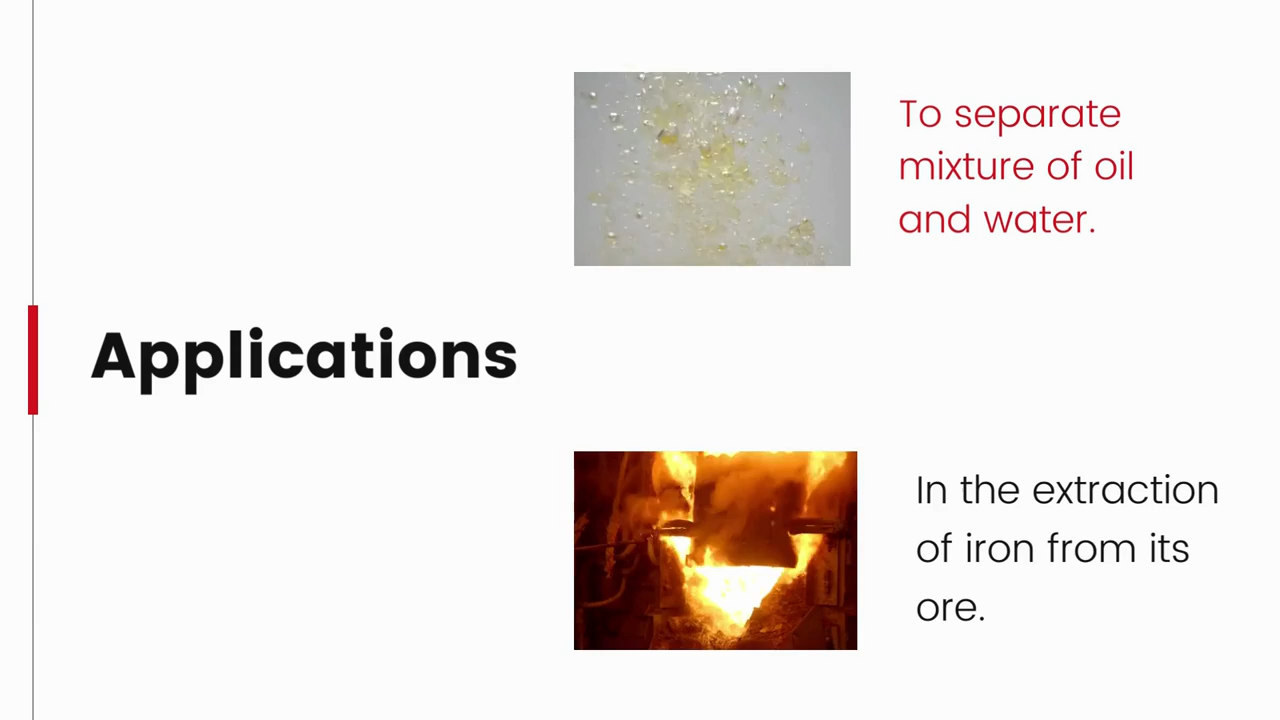 Applications
To separate
mixture of oil
and water.
In the extraction
of iron from its
ore.